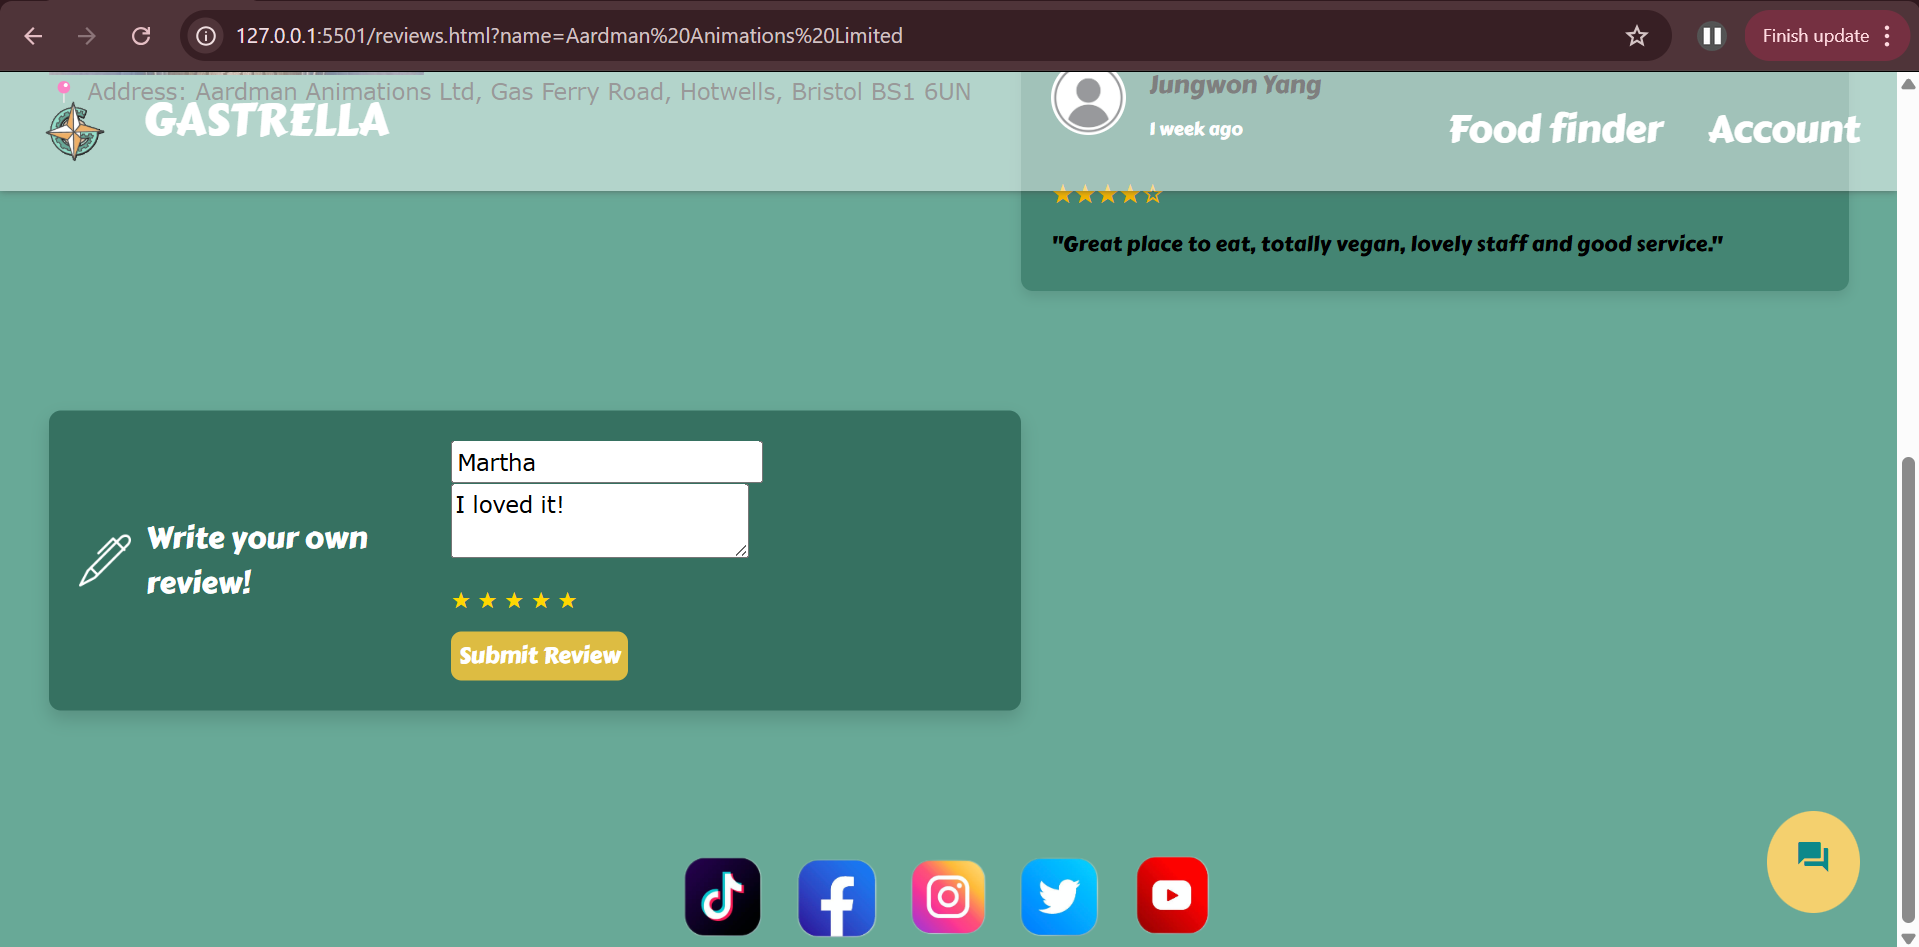 127.0.0.1:5501/reviews.html?name=Aardman%20Animations%20Limited
Finish update
Address: Aardman Animations Ltd, Gas Ferry Road, Hotwells, Bristol BS1 6UN
GASTRELLA
Food finder
Account
Jungwon Yang
1 week ago
★★★★☆
"Great place to eat, totally vegan, lovely staff and good service."
Write your own
review!
Martha
I loved it!
★ ★ ★ ★ ★
Submit Review